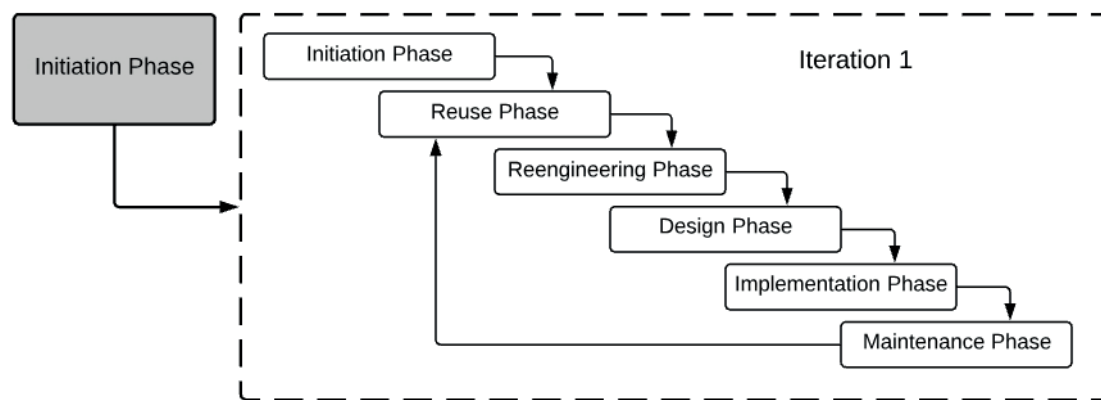 Initiation Phase
Initiation Phase
Iteration 1
Reuse Phase
Reengineering Phase
Design Phase
Implementation Phase
Maintenance Phase